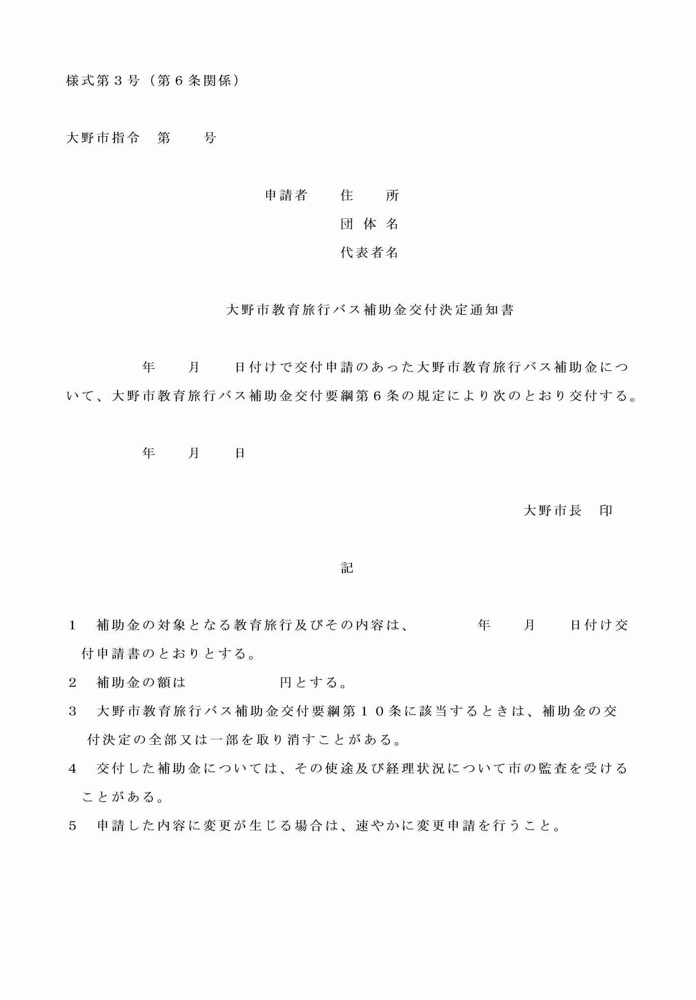 様式第３号（第６条関係）
大野市指令　第　　号
申請者　　住　　所
団 体 名
代表者名
大野市教育旅行バス補助金交付決定通知書
年　　月　　日付けで交付申請のあった大野市教育旅行バス補助金につ
いて、大野市教育旅行バス補助金交付要綱第６条の規定により次のとおり交付する。
年　　月　　日
大野市長　印
記
１　補助金の対象となる教育旅行及びその内容は、　　　　年　　月　　日付け交
付申請書のとおりとする。
２　補助金の額は　　　　　　円とする。
３　大野市教育旅行バス補助金交付要綱第１０条に該当するときは、補助金の交
付決定の全部又は一部を取り消すことがある。
４　交付した補助金については、その使途及び経理状況について市の監査を受ける
ことがある。
５　申請した内容に変更が生じる場合は、速やかに変更申請を行うこと。